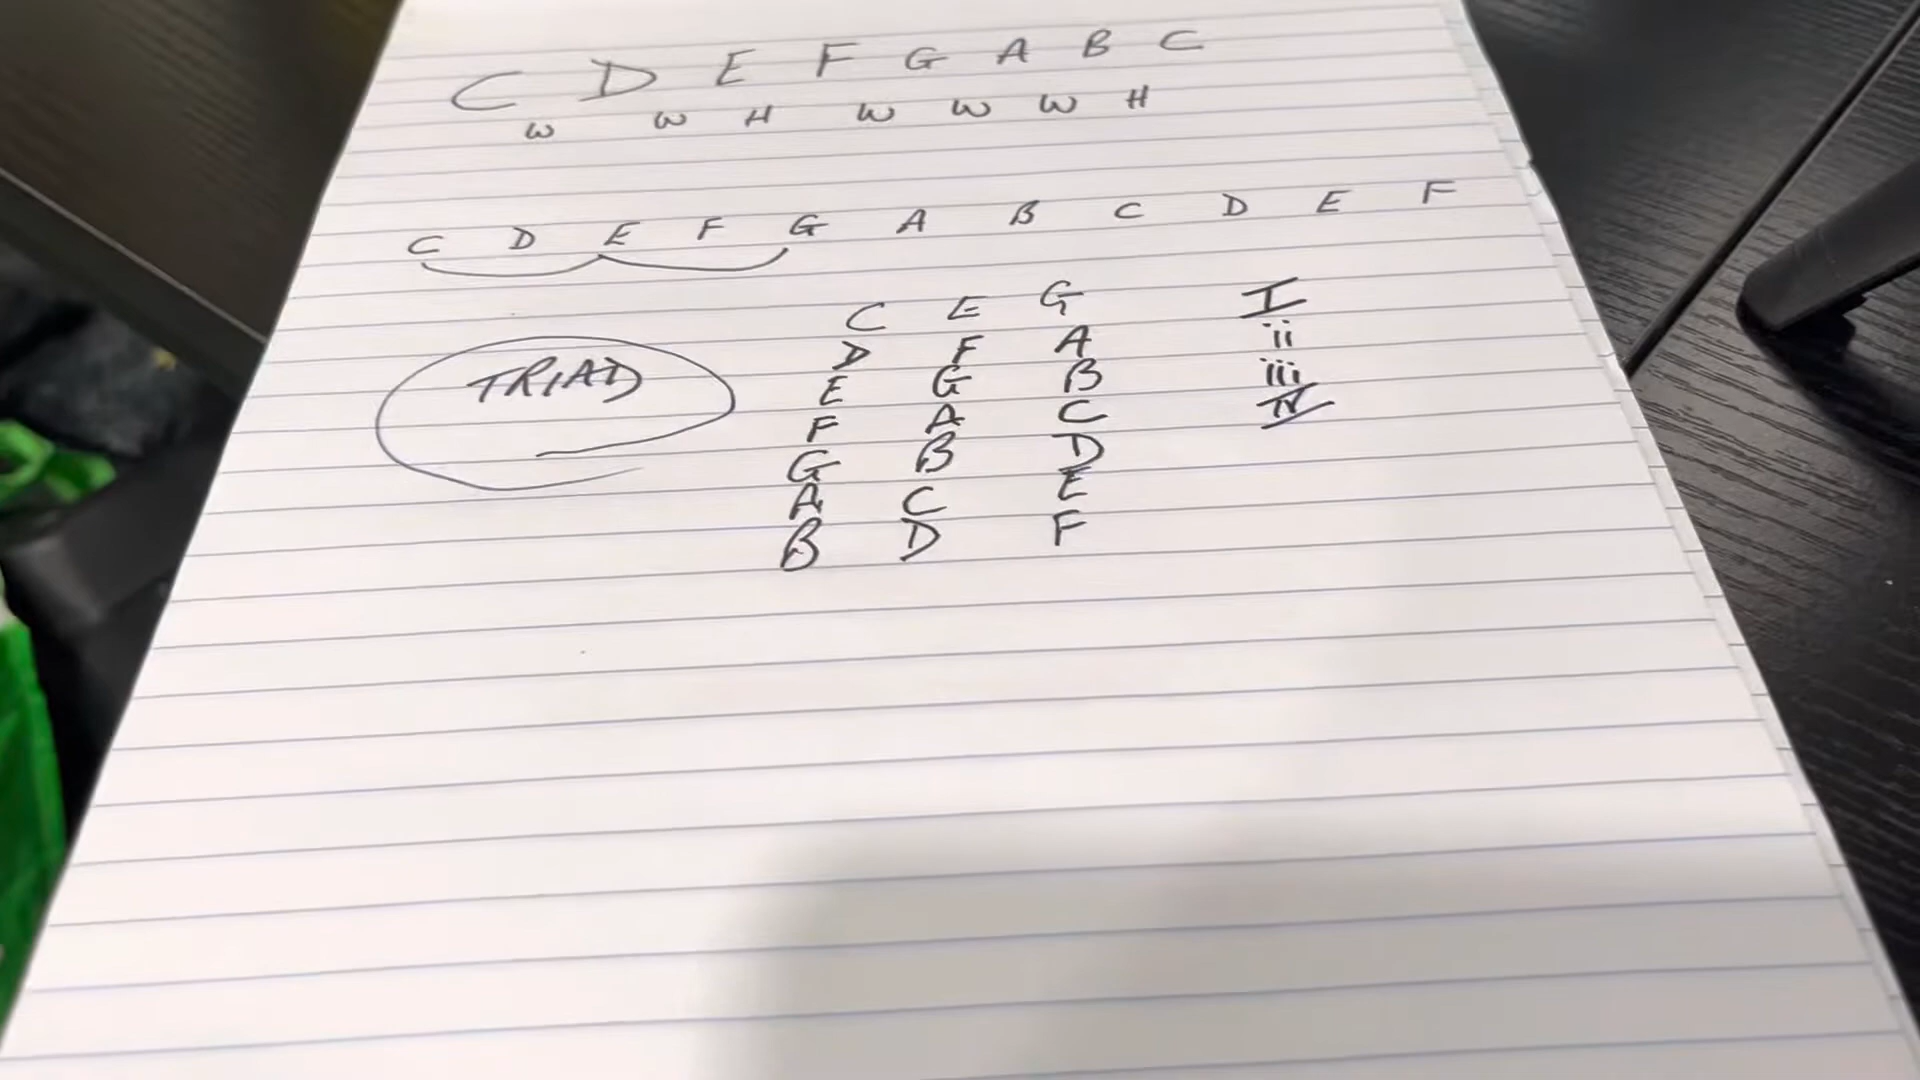 C D E F G A B C
W W H W W W H
C D E F G A B C D E F
C E G I
TRIAD
D F A ii
E G B iii
F A C IV
G B D
A C E
B D F